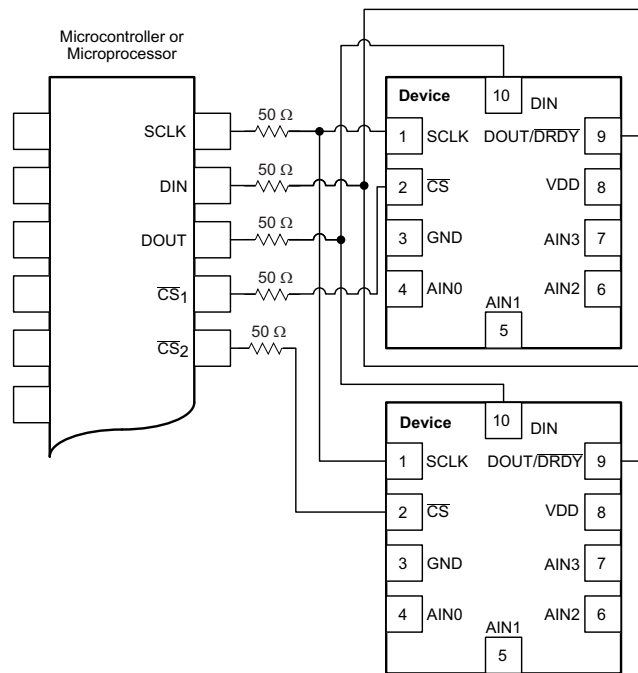 Microcontroller or
Microprocessor
SCLK
DIN
DOUT
CS1
CS2
50 Ω
50 Ω
50 Ω
50 Ω
50 Ω
Device
10
DIN
1
SCLK
DOUT/DRDY
9
2
CS
VDD
8
3
GND
AIN3
7
4
AIN0
AIN2
6
AIN1
5
Device
10
DIN
1
SCLK
DOUT/DRDY
9
2
CS
VDD
8
3
GND
AIN3
7
4
AIN0
AIN2
6
AIN1
5